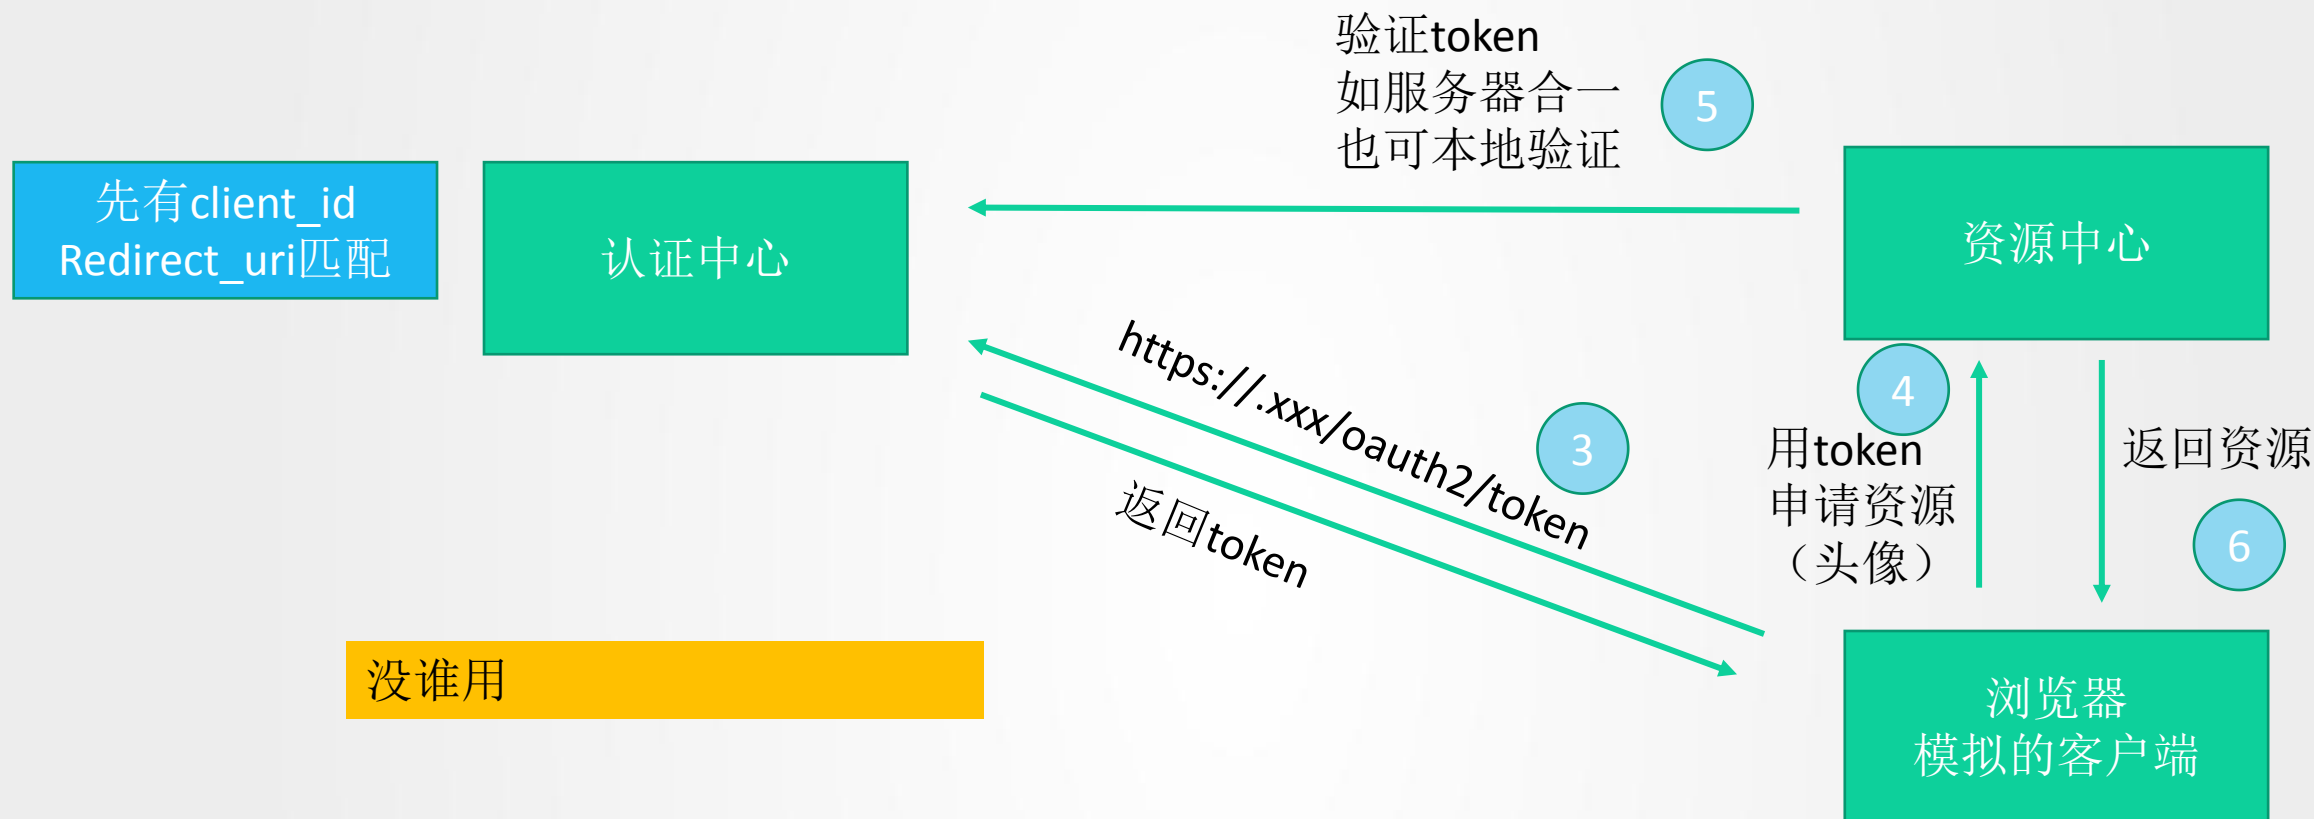 验证token
如服务器合一
也可本地验证
5
先有client_id
Redirect_uri匹配
认证中心
资源中心
https://.xxx/oauth2/token
3
返回token
4
用token
申请资源
（头像）
返回资源
6
没谁用
浏览器
模拟的客户端